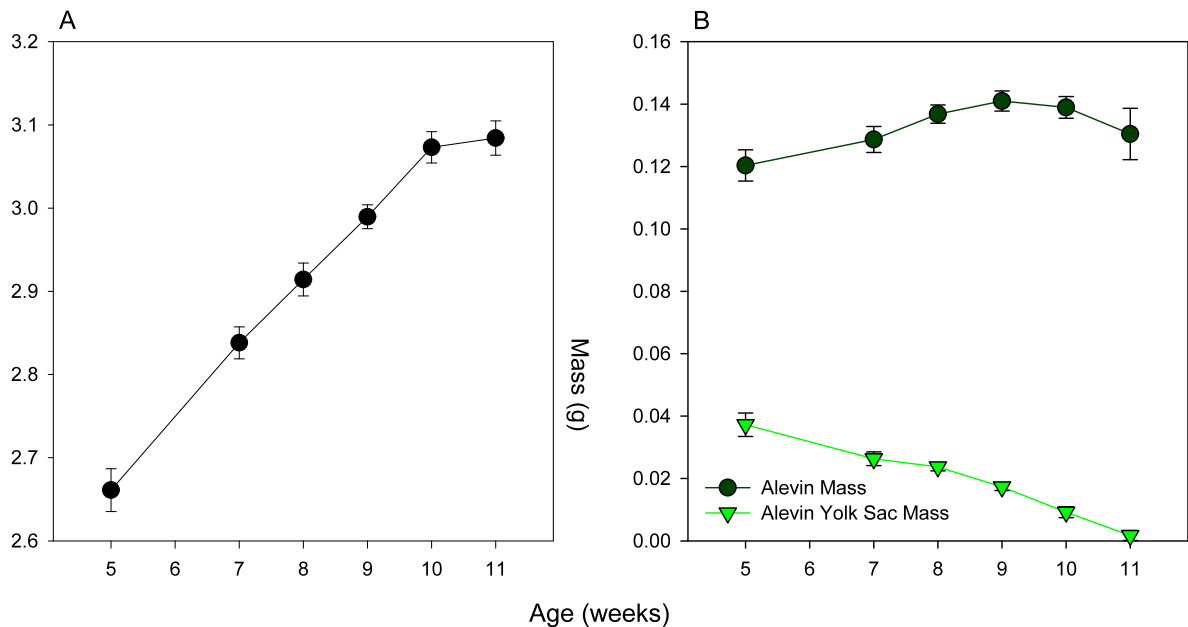 A
3.2
3.1
3.0
2.9
2.8
2.7
2.6
5 6 7 8 9 10 11
B
Mass (g)
0.16
0.14
0.12
0.10
0.08
0.06
0.04
0.02
0.00
Alevin Mass
Alevin Yolk Sac Mass
5 6 7 8 9 10 11
Age (weeks)